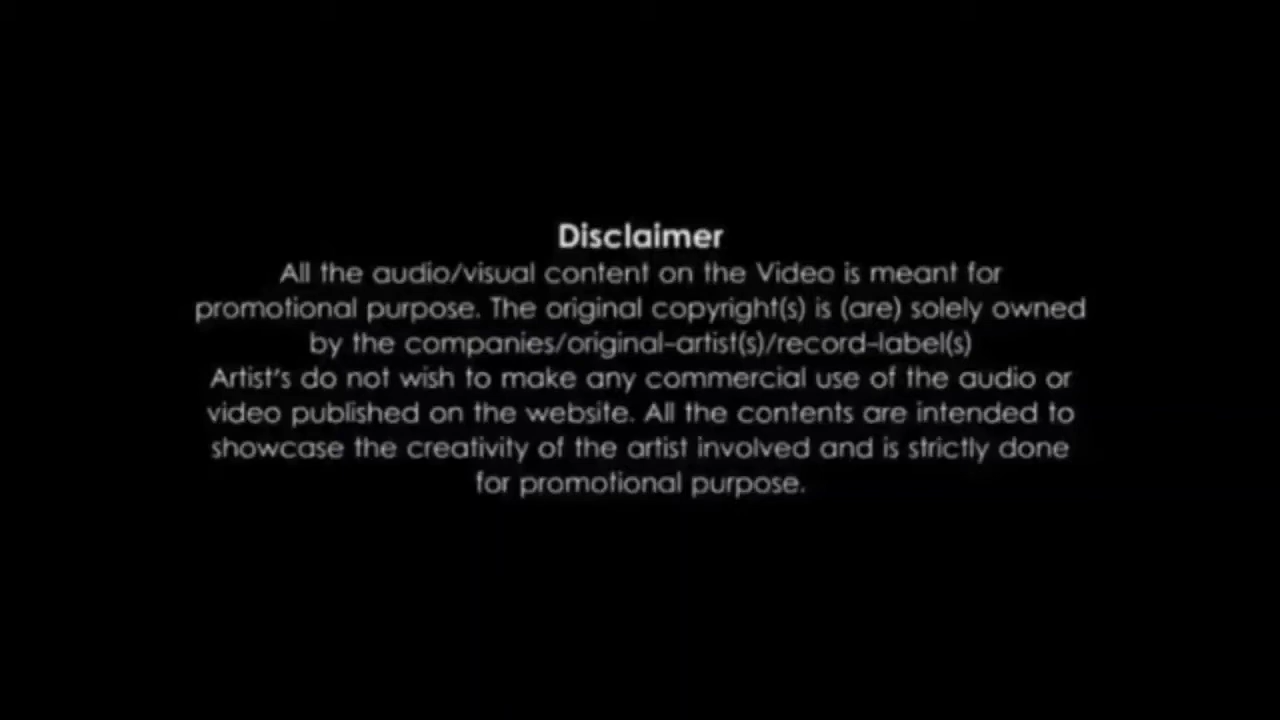 Disclaimer
All the audio/visual content on the Video is meant for
promotional purpose. The original copyright(s) is (are) solely owned
by the companies/original-artist(s)/record-label(s)
Artist's do not wish to make any commercial use of the audio or
video published on the website. All the contents are intended to
showcase the creativity of the artist involved and is strictly done
for promotional purpose.